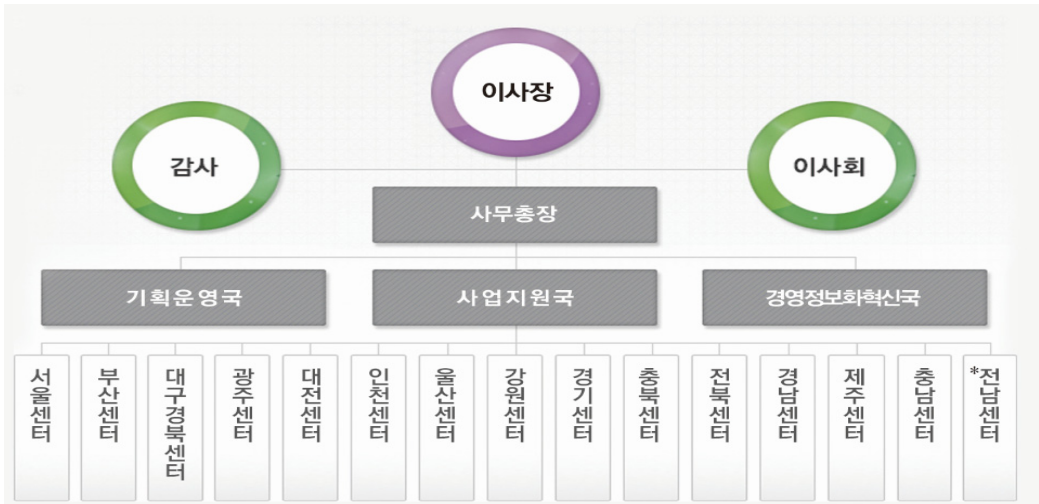 이사장
감사
이사회
사무총장
기획운영국
사업지원국
경영정보화혁신국
서울센터
부산센터
대구경북센터
광주센터
대전센터
인천센터
울산센터
강원센터
경기센터
충북센터
전북센터
경남센터
제주센터
충남센터
*전남센터